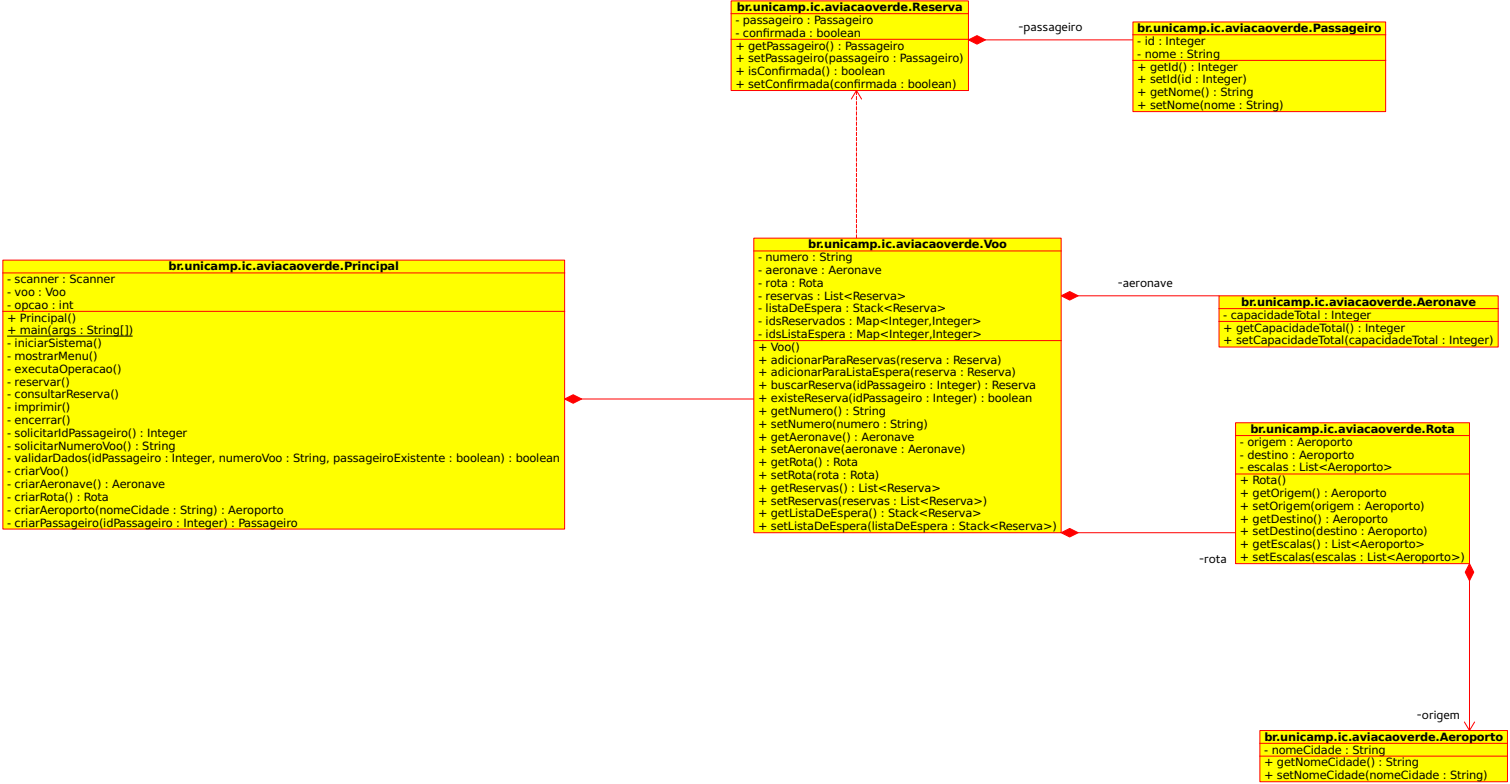 br.unicamp.ic.aviacaoverde.Reserva
- passageiro : Passageiro
- confirmada : boolean
+ getPassageiro() : Passageiro
+ setPassageiro(passageiro : Passageiro)
+ isConfirmada() : boolean
+ setConfirmada(confirmada : boolean)
-passageiro
br.unicamp.ic.aviacaoverde.Passageiro
- id : Integer
- nome : String
+ getId() : Integer
+ setId(id : Integer)
+ getNome() : String
+ setNome(nome : String)
br.unicamp.ic.aviacaoverde.Principal
- scanner : Scanner
- voo : Voo
- opcao : int
+ Principal()
+ main(args : String[])
- iniciarSistema()
- mostrarMenu()
- executaOperacao()
- reservar()
- consultarReserva()
- imprimir()
- encerrar()
- solicitarIdPassageiro() : Integer
- solicitarNumeroVoo() : String
- validarDados(idPassageiro : Integer, numeroVoo : String, passageiroExistente : boolean) : boolean
- criarVoo()
- criarAeronave() : Aeronave
- criarRota() : Rota
- criarAeroporto(nomeCidade : String) : Aeroporto
- criarPassageiro(idPassageiro : Integer) : Passageiro
br.unicamp.ic.aviacaoverde.Voo
- numero : String
- aeronave : Aeronave
- rota : Rota
- reservas : List<Reserva>
- listaDeEspera : Stack<Reserva>
- idsReservados : Map<Integer,Integer>
- idsListaEspera : Map<Integer,Integer>
+ Voo()
+ adicionarParaReservas(reserva : Reserva)
+ adicionarParaListaEspera(reserva : Reserva)
+ buscarReserva(idPassageiro : Integer) : Reserva
+ existeReserva(idPassageiro : Integer) : boolean
+ getNumero() : String
+ setNumero(numero : String)
+ getAeronave() : Aeronave
+ setAeronave(aeronave : Aeronave)
+ getRota() : Rota
+ setRota(rota : Rota)
+ getReservas() : List<Reserva>
+ setReservas(reservas : List<Reserva>)
+ getListaDeEspera() : Stack<Reserva>
+ setListaDeEspera(listaDeEspera : Stack<Reserva>)
-aeronave
br.unicamp.ic.aviacaoverde.Aeronave
- capacidadeTotal : Integer
+ getCapacidadeTotal() : Integer
+ setCapacidadeTotal(capacidadeTotal : Integer)
-rota
br.unicamp.ic.aviacaoverde.Rota
- origem : Aeroporto
- destino : Aeroporto
- escalas : List<Aeroporto>
+ Rota()
+ getOrigem() : Aeroporto
+ setOrigem(origem : Aeroporto)
+ getDestino() : Aeroporto
+ setDestino(destino : Aeroporto)
+ getEscalas() : List<Aeroporto>
+ setEscalas(escalas : List<Aeroporto>)
-origem
br.unicamp.ic.aviacaoverde.Aeroporto
- nomeCidade : String
+ getNomeCidade() : String
+ setNomeCidade(nomeCidade : String)